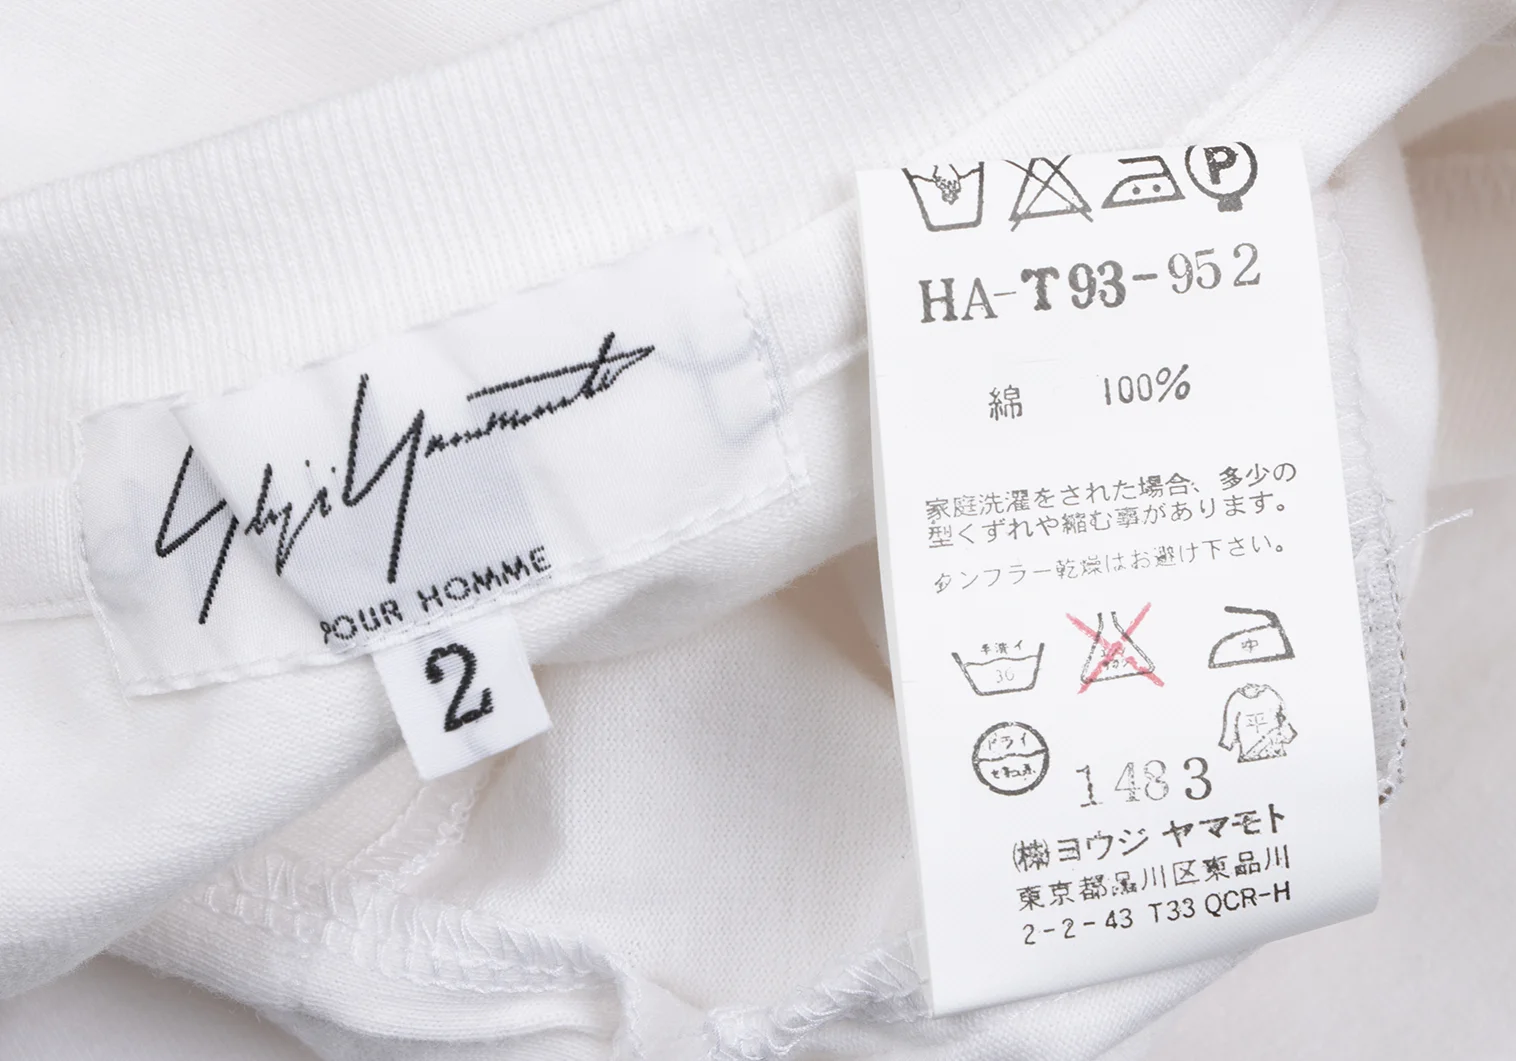 Yohji Yamamoto
POUR HOMME
2
P
HA-T93-952
綿 100%
家庭洗濯をされた場合、多少の
型くずれや縮む事があります。
タンブラー乾燥はお避け下さい。
手洗イ
30
中
平
ドライ
セキユ系
1483
㈱ヨウジ ヤマモト
東京都品川区東品川
2-2-43 T33 QCR-H